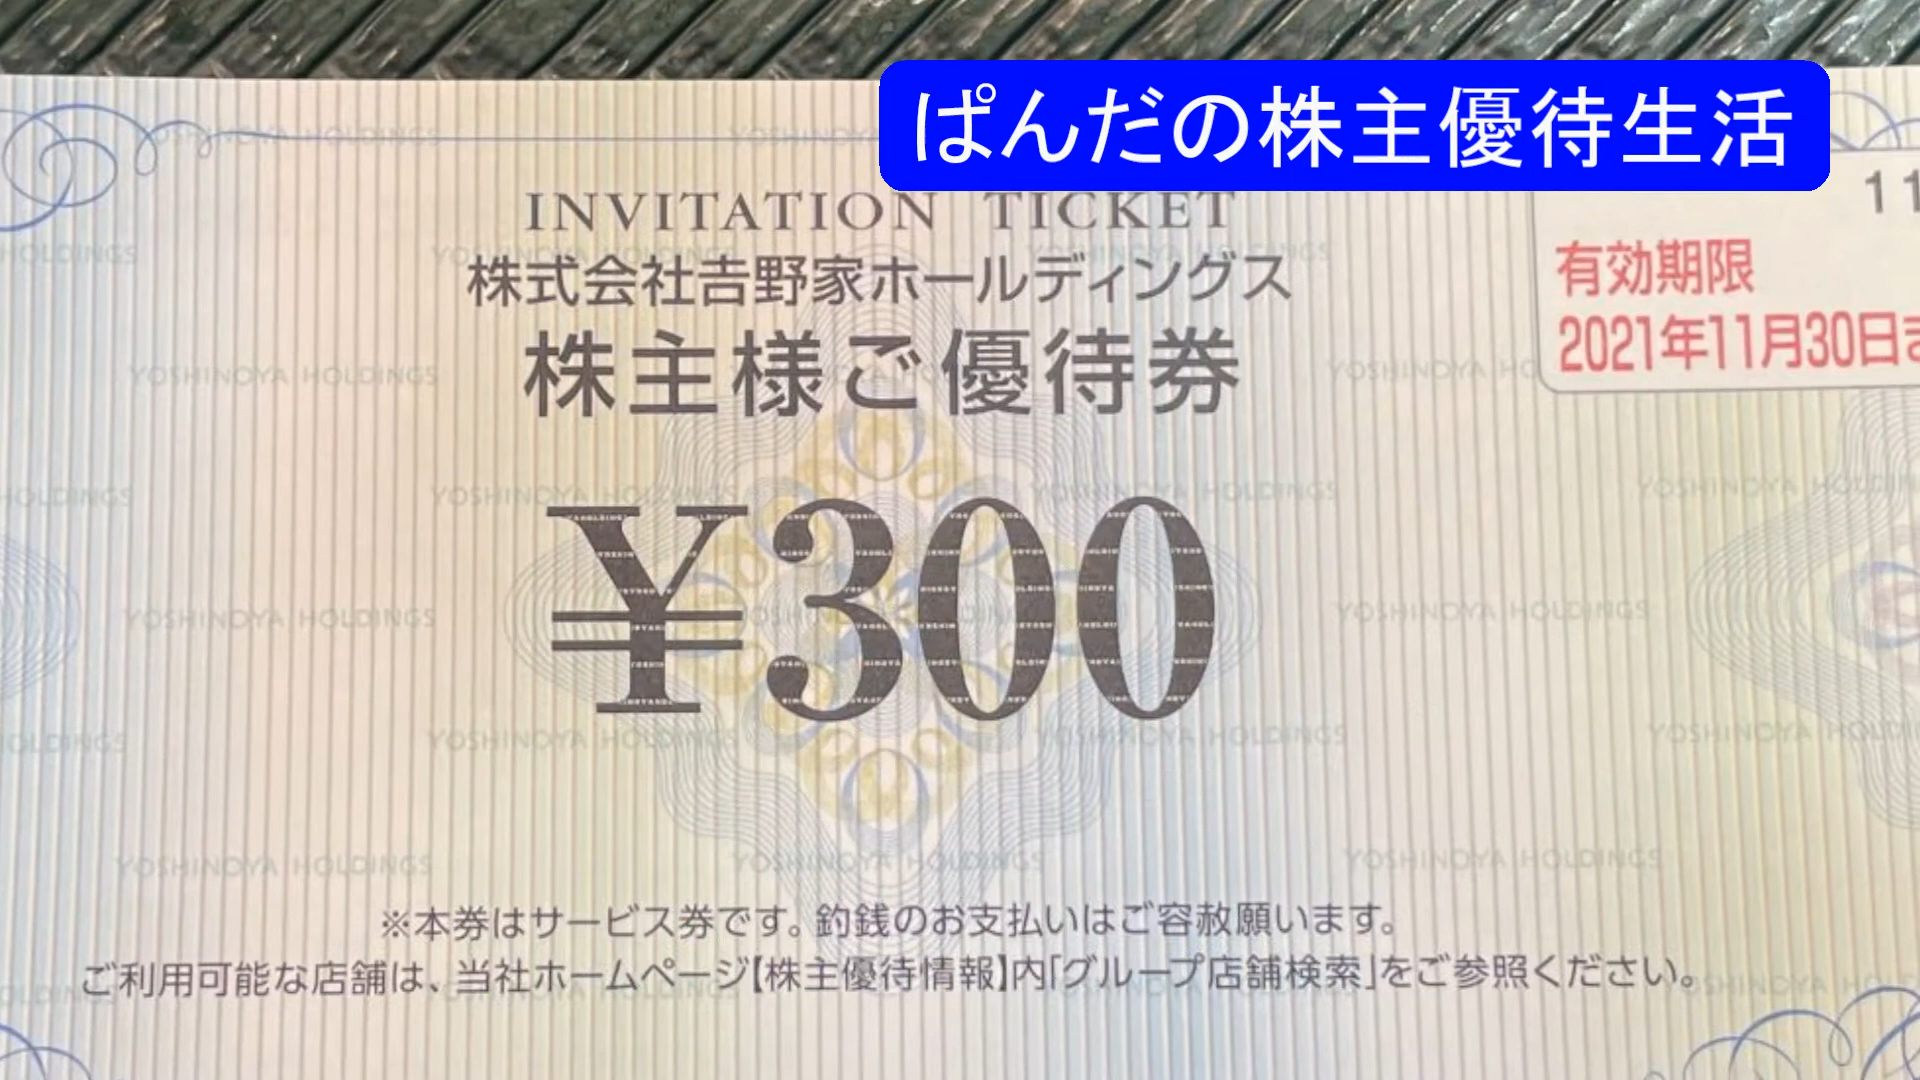 ぱんだの株主優待生活
INVITATION TICKET
株式会社𠮷野家ホールディングス
株主様ご優待券
11
有効期限
2021年11月30日ま
¥300
※本券はサービス券です。釣銭のお支払いはご容赦願います。
ご利用可能な店舗は、当社ホームページ【株主優待情報】内「グループ店舗検索」をご参照ください。
YOSHINOYA HOLDINGS